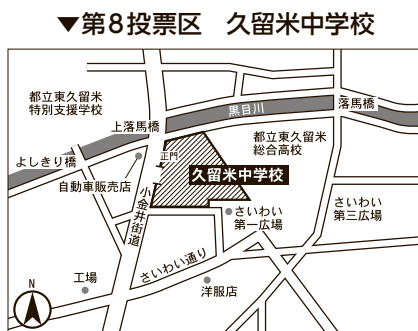 ▼第8投票区　久留米中学校
都立東久留米
特別支援学校
黒目川
落馬橋
上落馬橋
都立東久留米
総合高校
よしきり橋
正門
久留米中学校
自動車販売店
小金井街道
さいわい
第一広場
さいわい
第三広場
さいわい通り
工場
洋服店
N